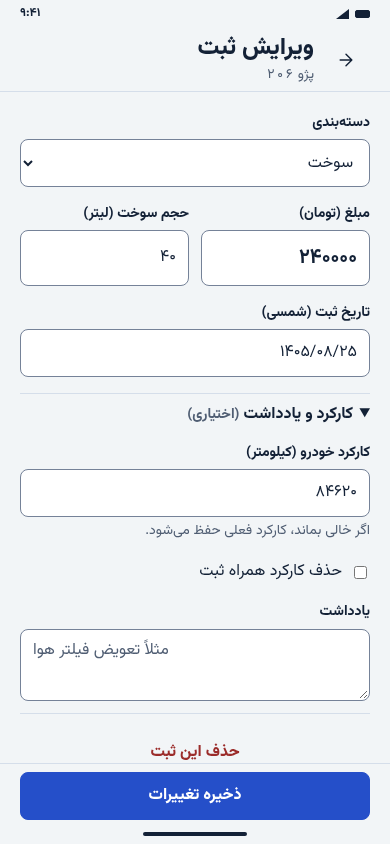 ۹:۴۱
ویرایش ثبت
پژو ۲۰۶
دسته‌بندی
سوخت
مبلغ (تومان)
حجم سوخت (لیتر)
۲۴۰۰۰۰
۴۰
تاریخ ثبت (شمسی)
۱۴۰۵/۰۸/۲۵
▼ کارکرد و یادداشت (اختیاری)
کارکرد خودرو (کیلومتر)
۸۴۶۲۰
اگر خالی بماند، کارکرد فعلی حفظ می‌شود.
حذف کارکرد همراه ثبت
یادداشت
مثلاً تعویض فیلتر هوا
حذف این ثبت
ذخیره تغییرات